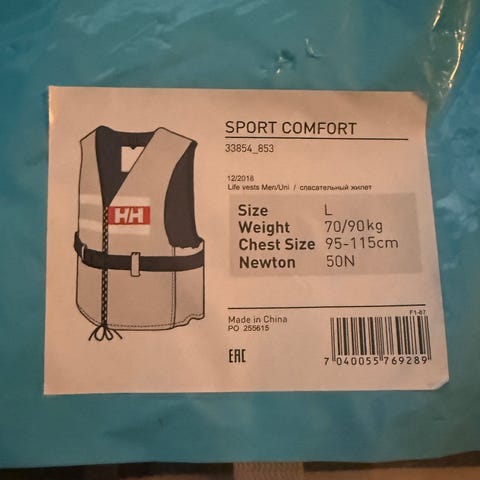 HH
SPORT COMFORT
33854_853
12/2016
Life vests Men/Uni / спасательный жилет
Size L
Weight 70/90kg
Chest Size 95-115cm
Newton 50N
Made in China
PO 255615
F1-67
EAC
7 040055 769289